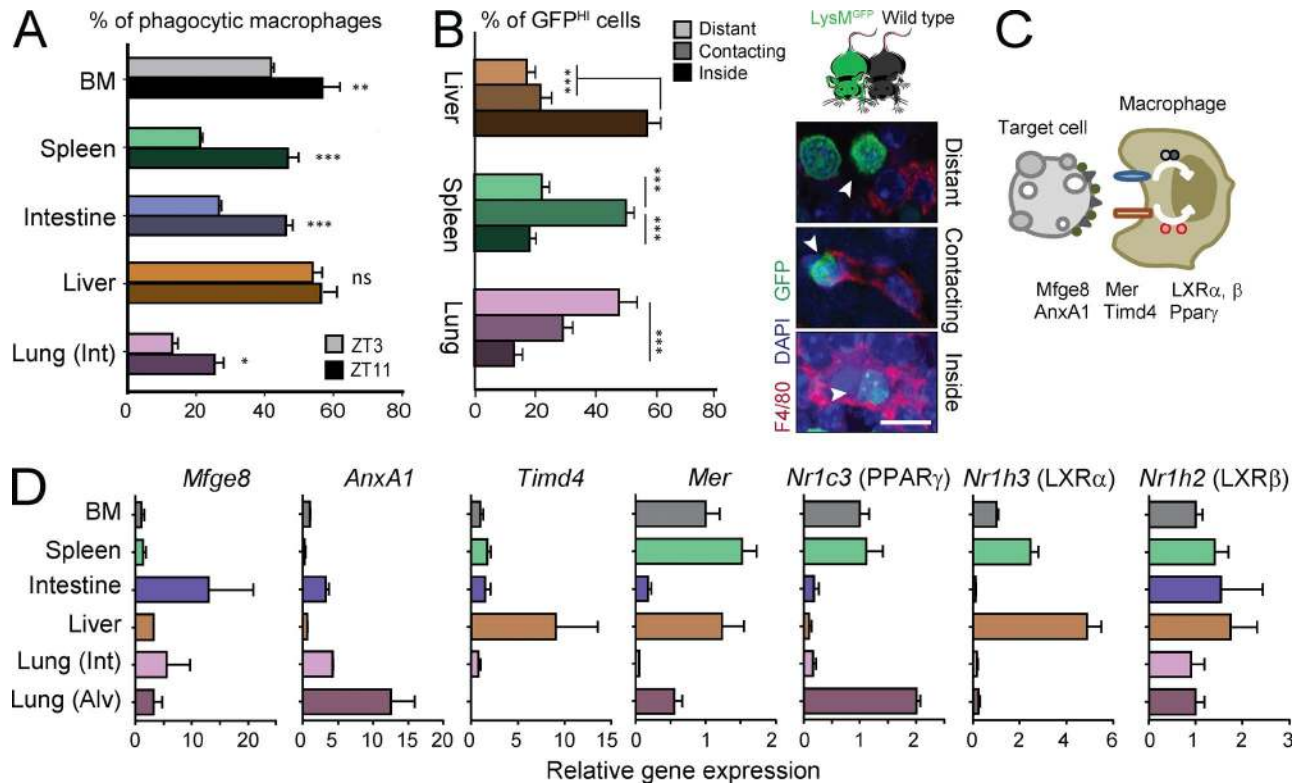 A
% of phagocytic macrophages
BM
**
Spleen
***
Intestine
***
Liver
ns
Lung (Int)
*
ZT3
ZT11
0 20 40 60 80
B
% of GFPHI cells
Distant
Contacting
Inside
Liver
***
Spleen
***
***
Lung
***
0 20 40 60 80
LysMGFP Wild type
Distant
Contacting
Inside
F4/80 DAPI GFP
C
Macrophage
Target cell
Mfge8 Mer LXRα, β
AnxA1 Timd4 Pparγ
D
Mfge8 AnxA1 Timd4 Mer Nr1c3 (PPARγ) Nr1h3 (LXRα) Nr1h2 (LXRβ)
BM
Spleen
Intestine
Liver
Lung (Int)
Lung (Alv)
0 5 10 15 20 25 0 5 10 15 20 0 5 10 15 0 1 2 0 1 2 0 2 4 6 0 1 2 3
Relative gene expression